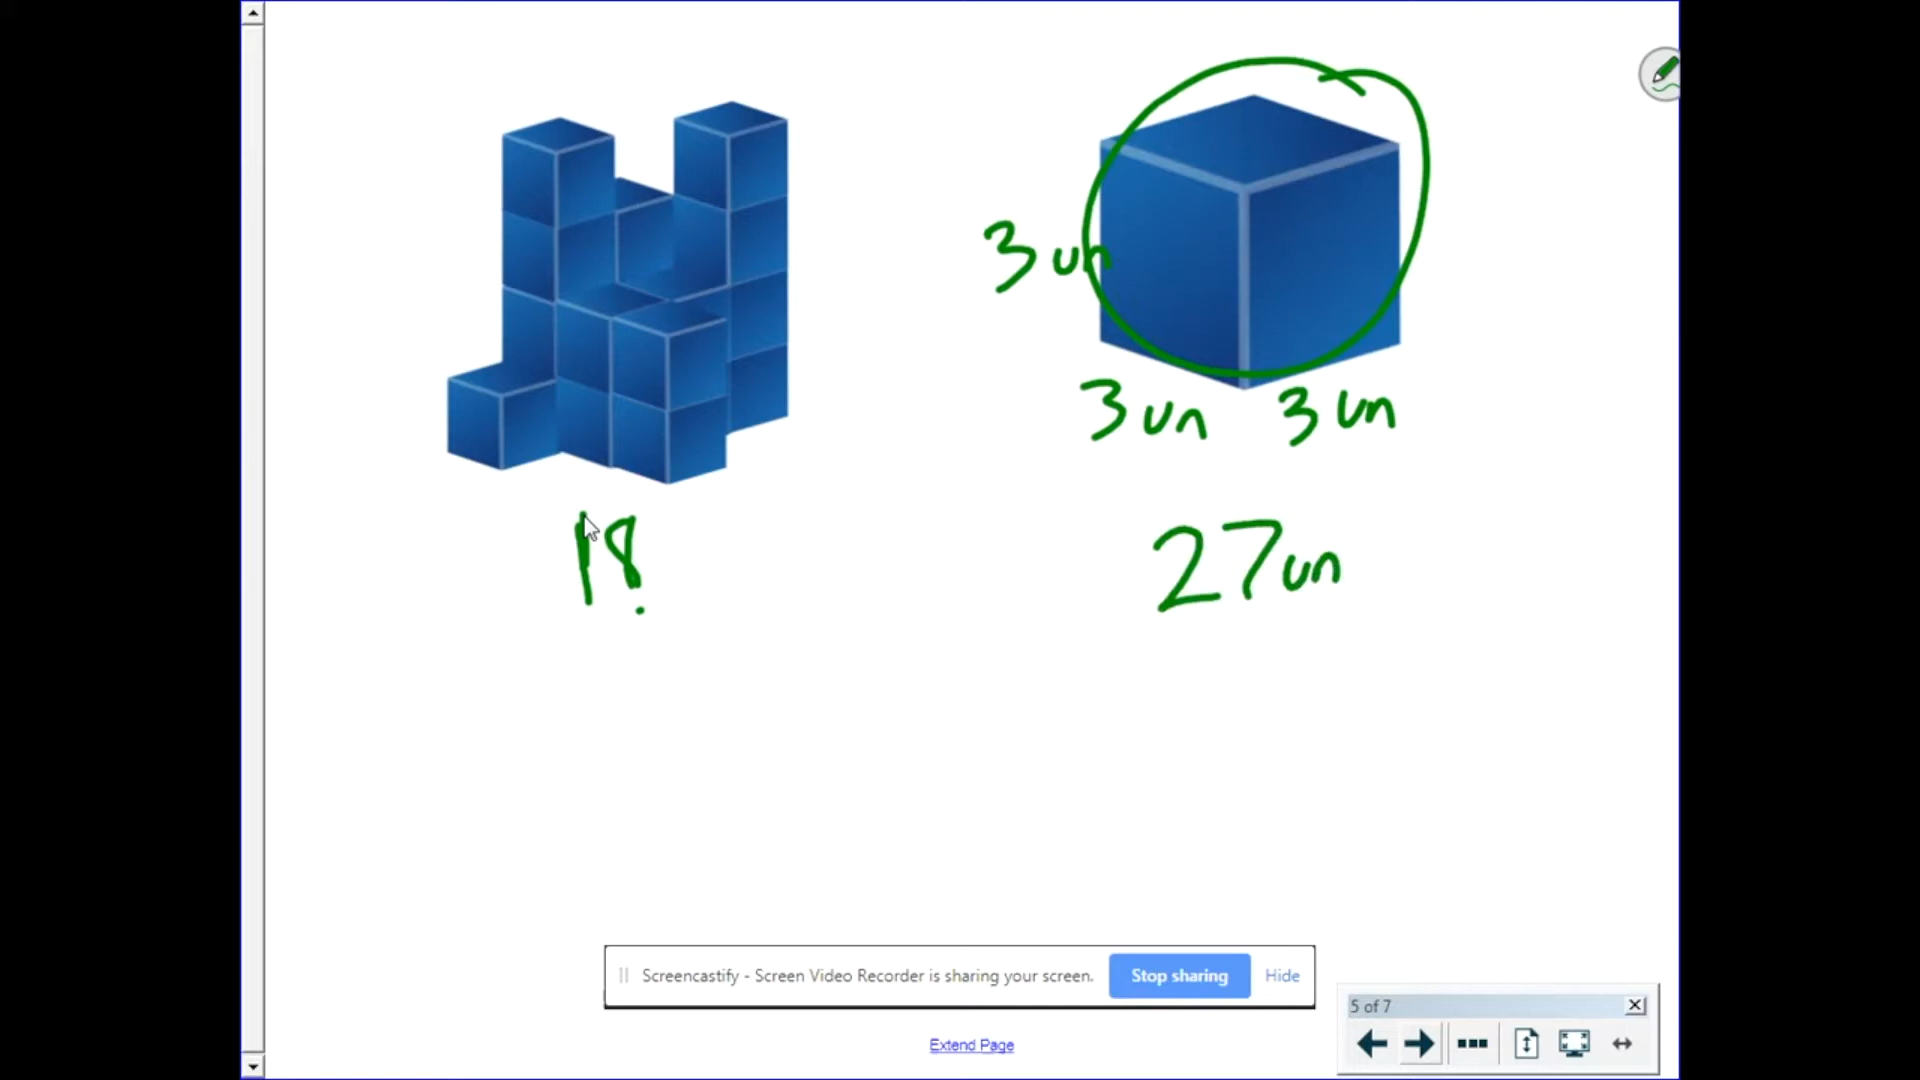 3 un
3 un 3 un
18
27 un
Screencastify - Screen Video Recorder is sharing your screen. Stop sharing Hide
5 of 7
Extend Page